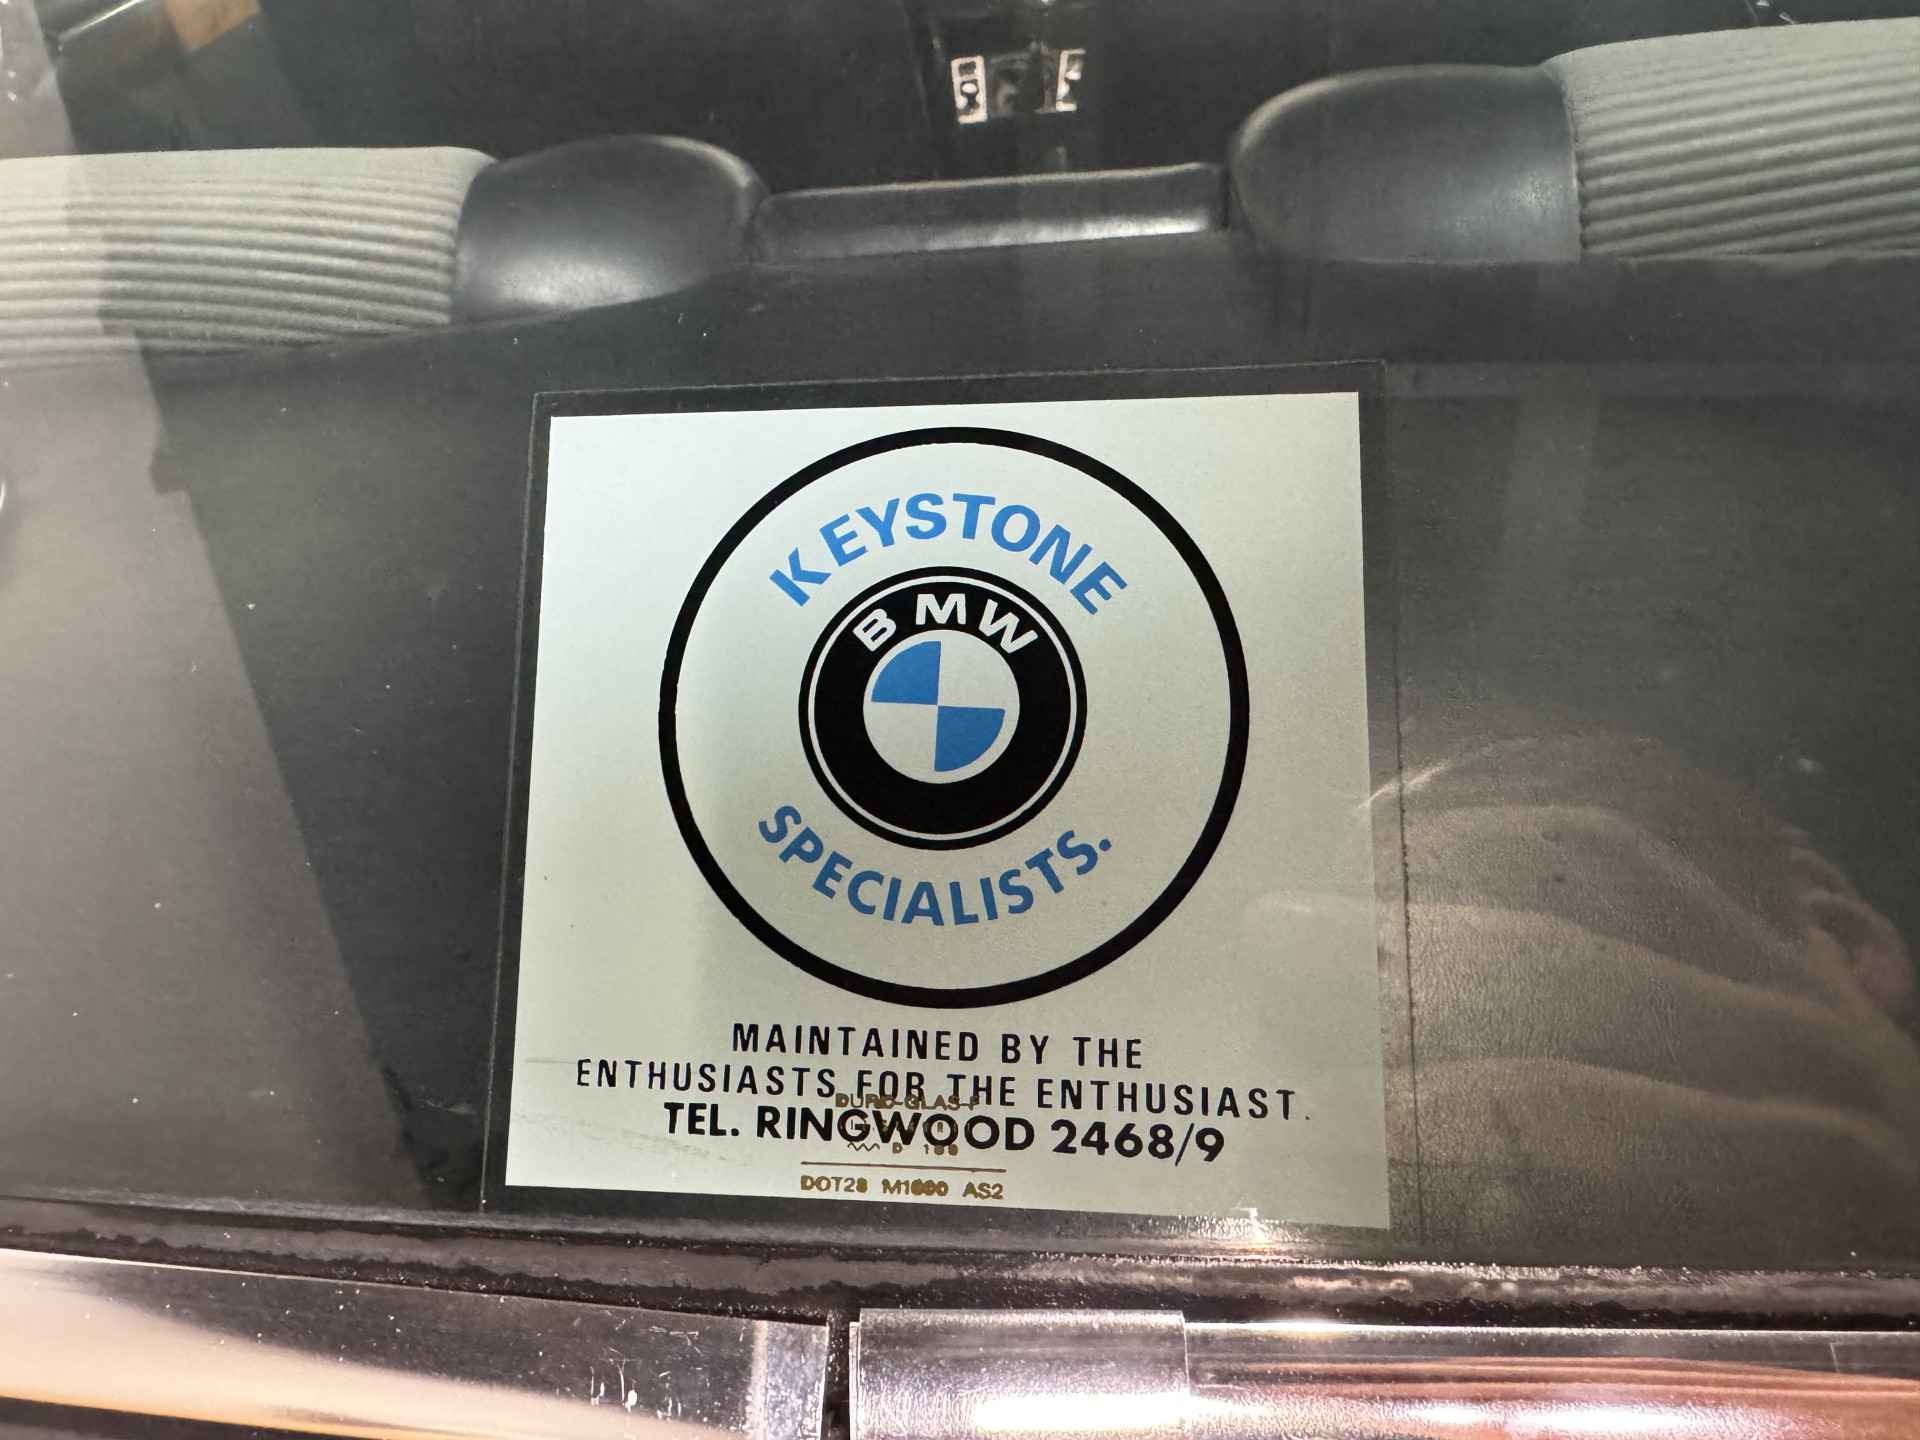 KEYSTONE
BMW
SPECIALISTS.
MAINTAINED BY THE
ENTHUSIASTS FOR THE ENTHUSIAST.
TEL. RINGWOOD 2468/9
D
DOT28 M1000 AS2